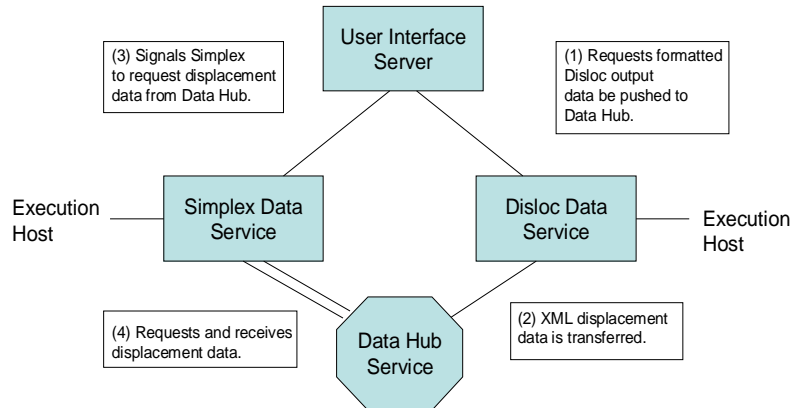 User Interface
Server
(3) Signals Simplex
to request displacement
data from Data Hub.
(1) Requests formatted
Disloc output
data be pushed to
Data Hub.
Execution
Host
Simplex Data
Service
Disloc Data
Service
Execution
Host
(4) Requests and receives
displacement data.
Data Hub
Service
(2) XML displacement
data is transferred.